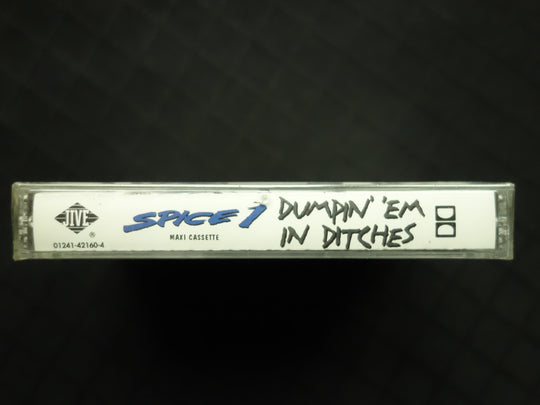 JIVE
®
01241-42160-4
SPICE 1
MAXI CASSETTE
DUMPIN' 'EM
IN DITCHES